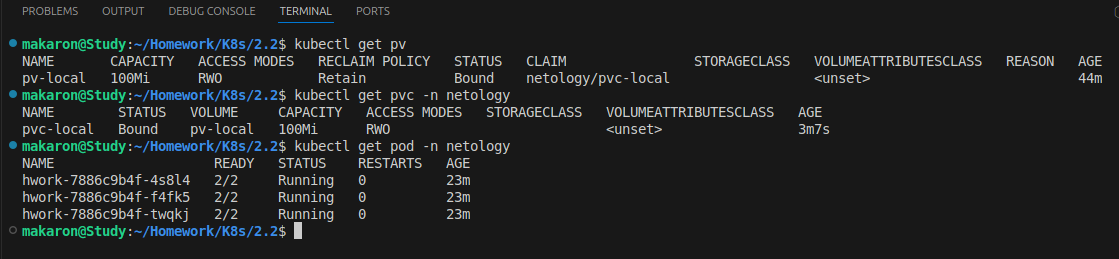 PROBLEMS OUTPUT DEBUG CONSOLE TERMINAL PORTS
makaron@Study:~/Homework/K8s/2.2$ kubectl get pv
NAME CAPACITY ACCESS MODES RECLAIM POLICY STATUS CLAIM STORAGECLASS VOLUMEATTRIBUTESCLASS REASON AGE
pv-local 100Mi RWO Retain Bound netology/pvc-local <unset> 44m
makaron@Study:~/Homework/K8s/2.2$ kubectl get pvc -n netology
NAME STATUS VOLUME CAPACITY ACCESS MODES STORAGECLASS VOLUMEATTRIBUTESCLASS AGE
pvc-local Bound pv-local 100Mi RWO <unset> 3m7s
makaron@Study:~/Homework/K8s/2.2$ kubectl get pod -n netology
NAME READY STATUS RESTARTS AGE
hwork-7886c9b4f-4s8l4 2/2 Running 0 23m
hwork-7886c9b4f-f4fk5 2/2 Running 0 23m
hwork-7886c9b4f-twqkj 2/2 Running 0 23m
makaron@Study:~/Homework/K8s/2.2$